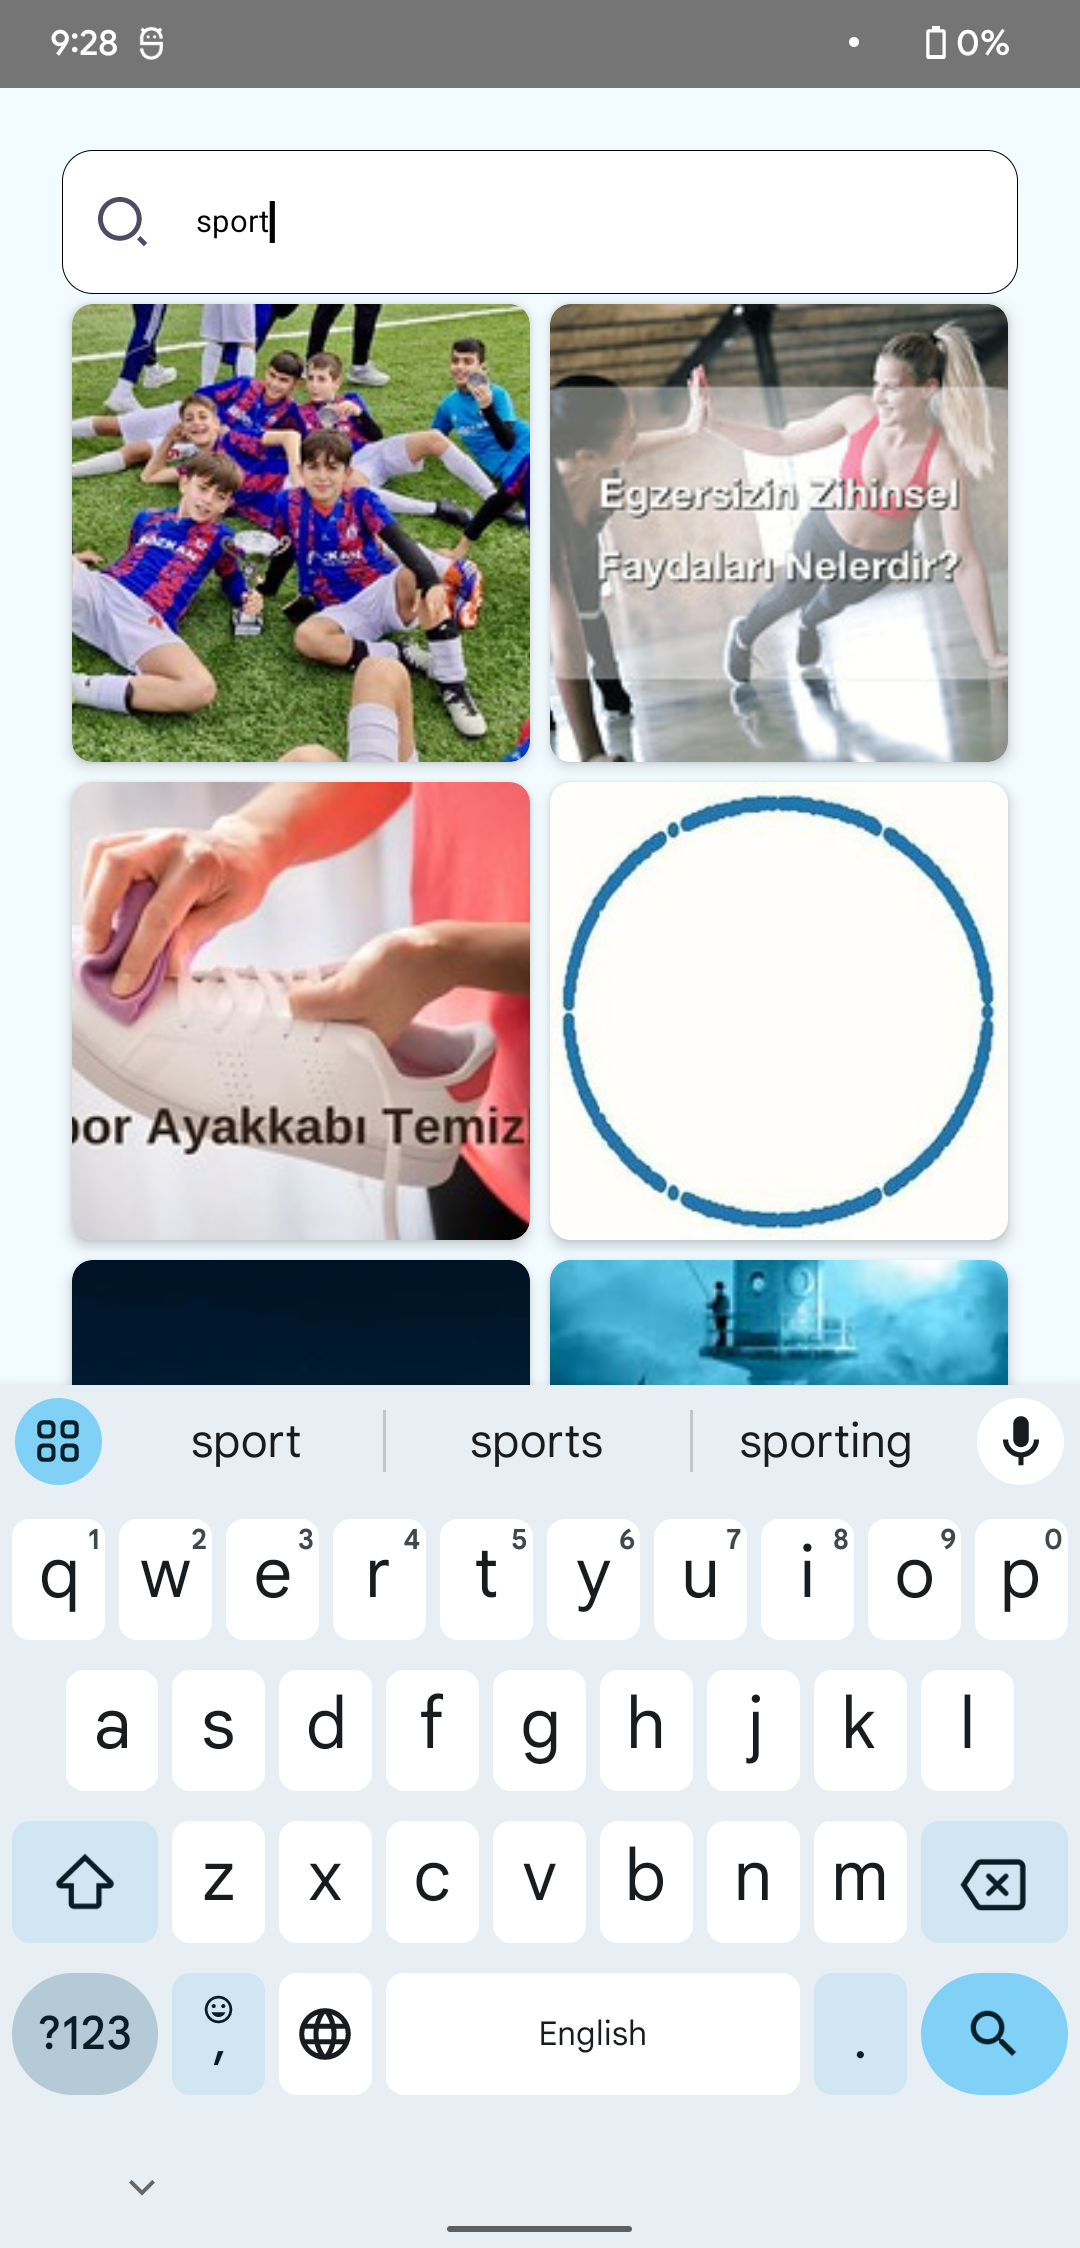 9:28
0%
sport
Egzersizin Zihinsel
Faydaları Nelerdir?
por Ayakkabı Temiz
sport sports sporting
q1 w2 e3 r4 t5 y6 u7 i8 o9 p0
a s d f g h j k l
z x c v b n m
?123 , English .